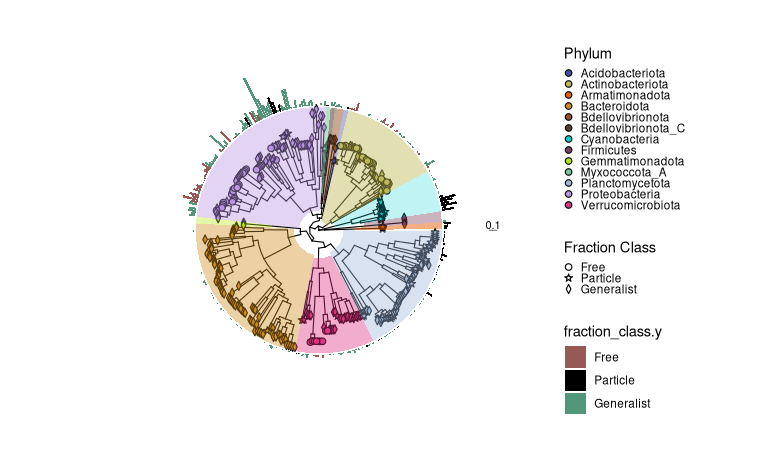 Phylum
Acidobacteriota
Actinobacteriota
Armatimonadota
Bacteroidota
Bdellovibrionota
Bdellovibrionota_C
Cyanobacteria
Firmicutes
Gemmatimonadota
Myxococcota_A
Planctomycetota
Proteobacteria
Verrucomicrobiota
0.1
Fraction Class
Free
Particle
Generalist
fraction_class.y
Free
Particle
Generalist